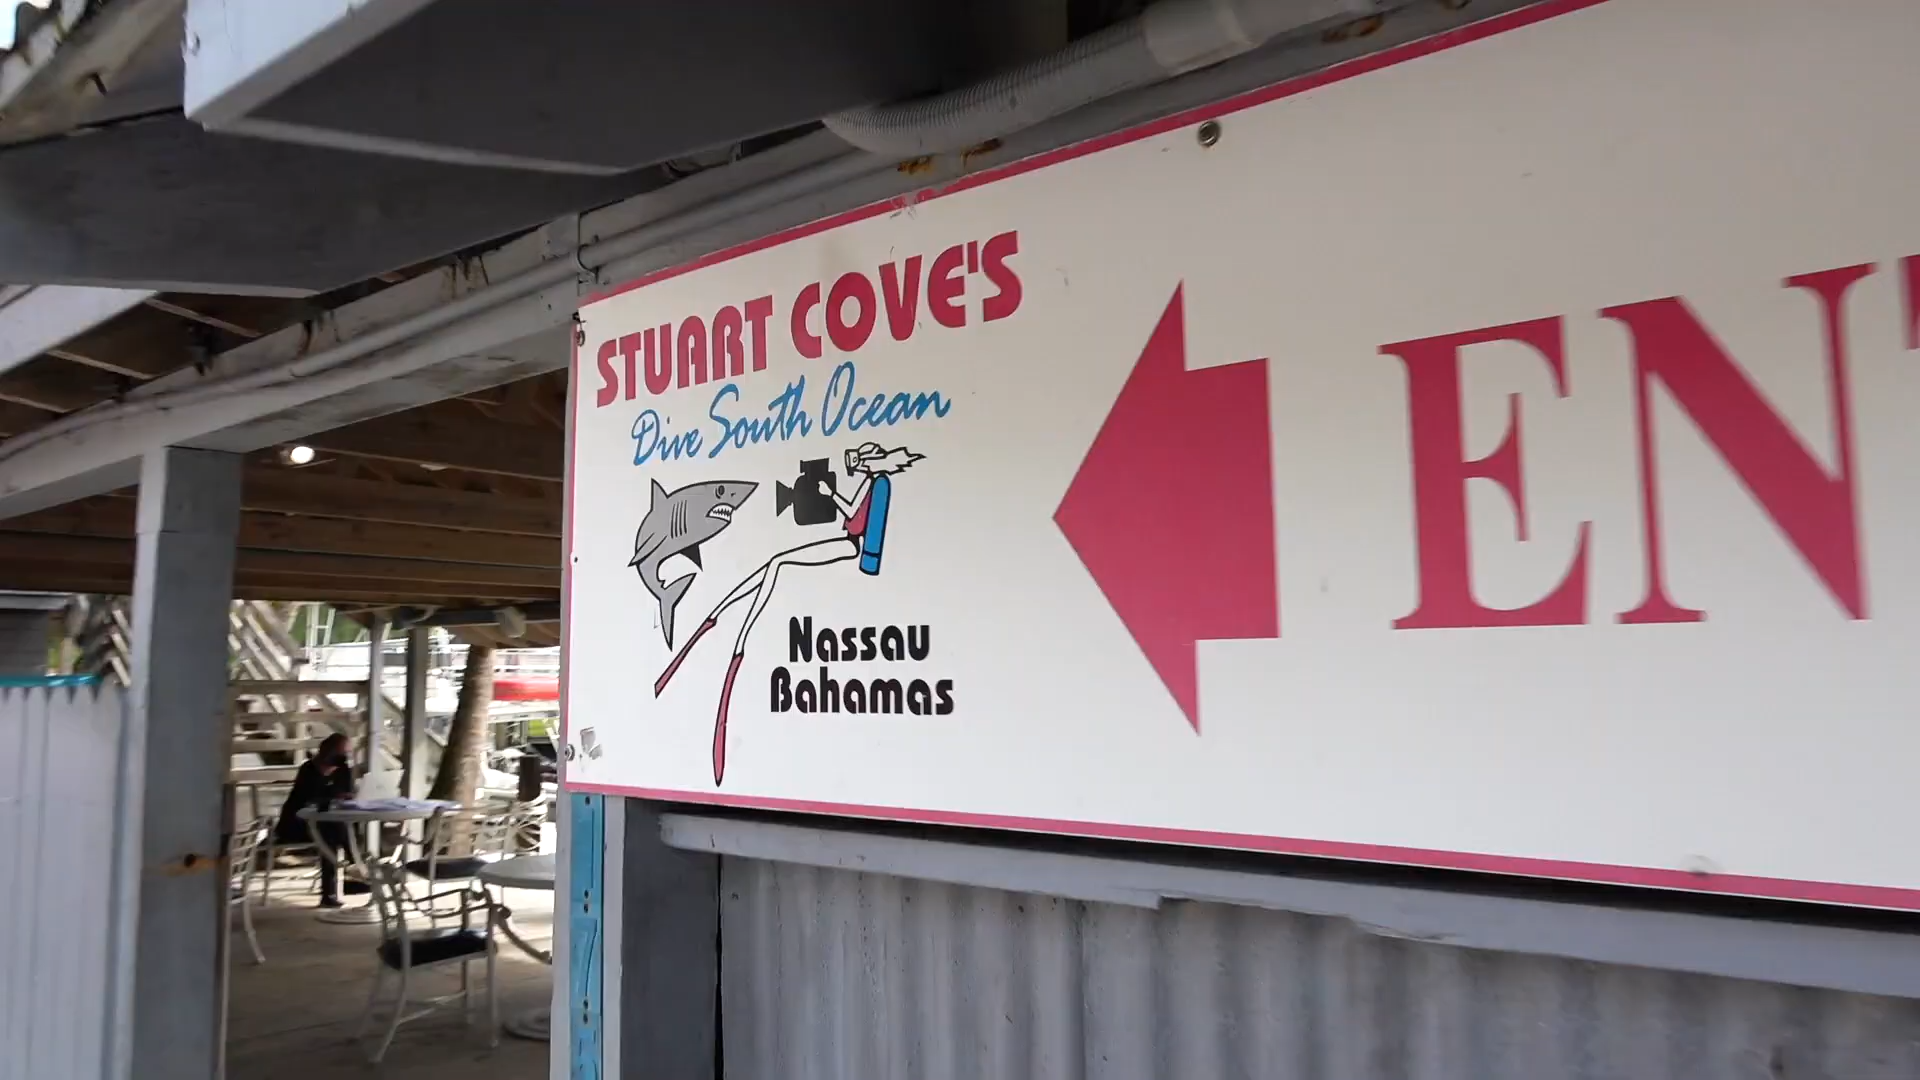 STUART COVE'S
Dive South Ocean
Nassau
Bahamas
EN